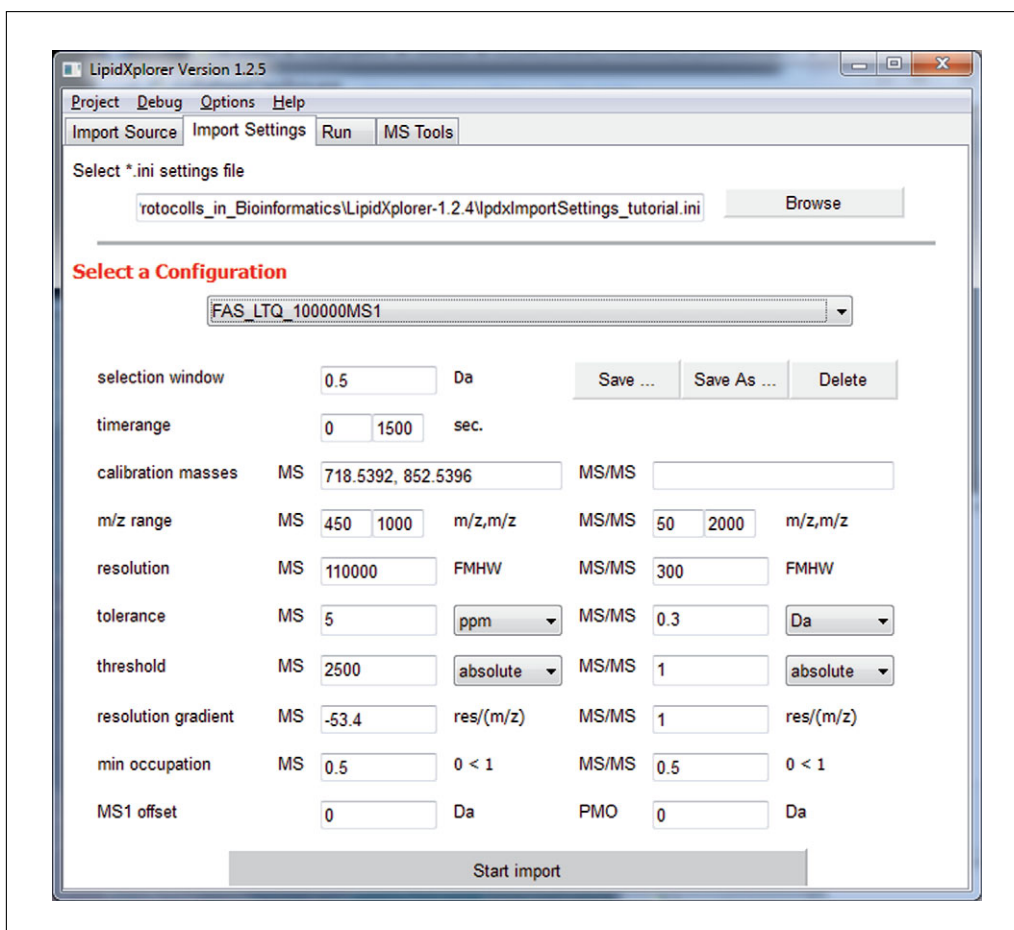 LipidXplorer Version 1.2.5
Project Debug Options Help
Import Source Import Settings Run MS Tools
Select *.ini settings file
rotocolls_in_Bioinformatics\LipidXplorer-1.2.4\lpdxImportSettings_tutorial.ini Browse
Select a Configuration
FAS_LTQ_100000MS1
selection window 0.5 Da Save ... Save As ... Delete
timerange 0 1500 sec.
calibration masses MS 718.5392, 852.5396 MS/MS
m/z range MS 450 1000 m/z,m/z MS/MS 50 2000 m/z,m/z
resolution MS 110000 FMHW MS/MS 300 FMHW
tolerance MS 5 ppm MS/MS 0.3 Da
threshold MS 2500 absolute MS/MS 1 absolute
resolution gradient MS -53.4 res/(m/z) MS/MS 1 res/(m/z)
min occupation MS 0.5 0 < 1 MS/MS 0.5 0 < 1
MS1 offset 0 Da PMO 0 Da
Start import